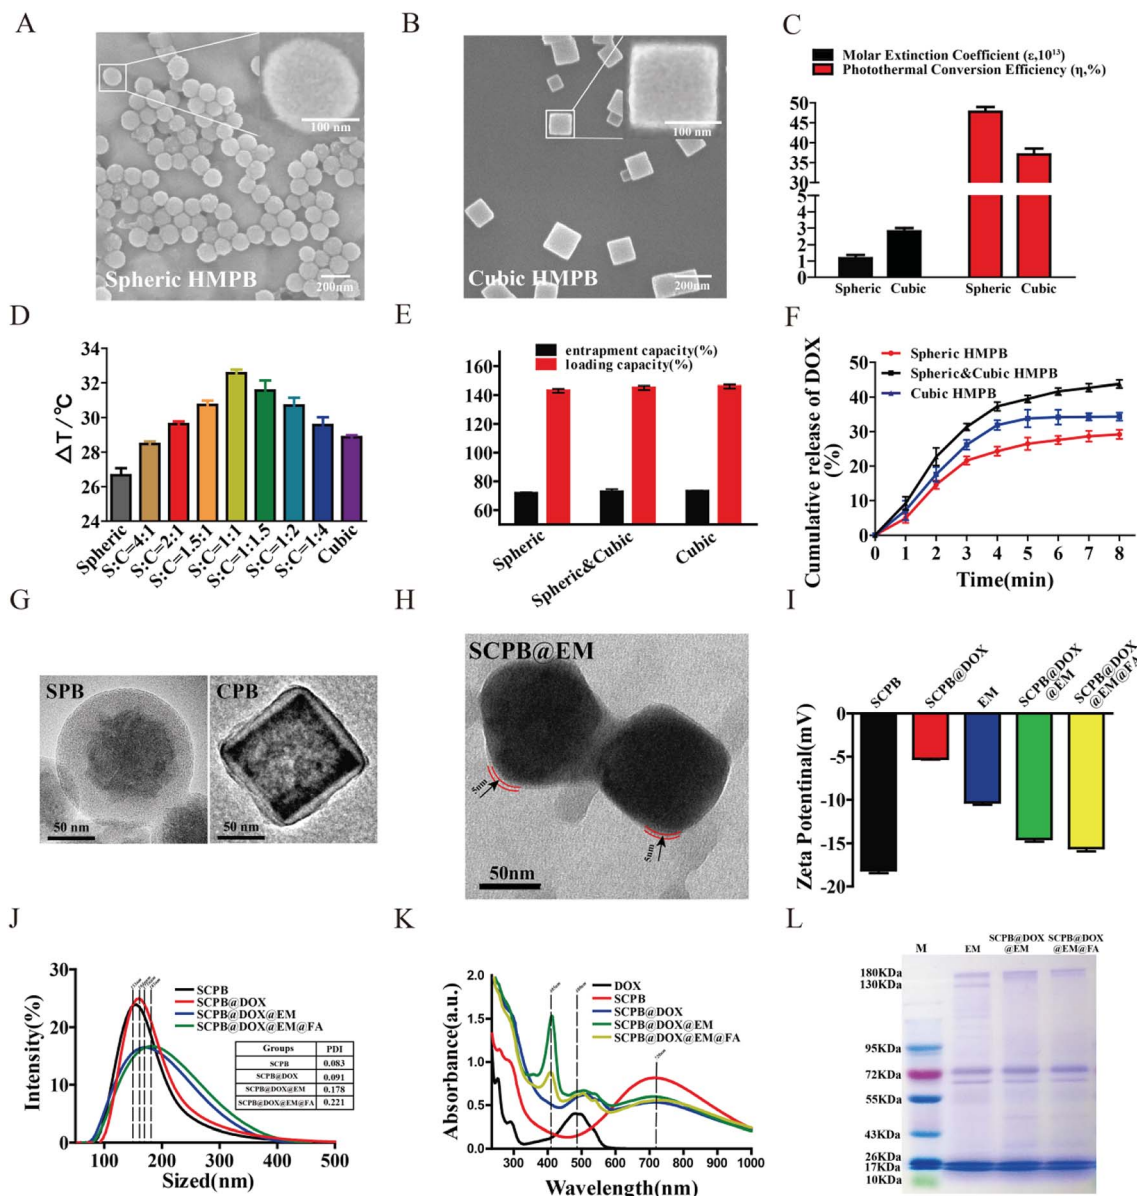 A
100 nm
Spheric HMPB
200nm
B
100 nm
Cubic HMPB
200nm
C
Molar Extinction Coefficient (ε,10¹³)
Photothermal Conversion Efficiency (η,%)
50
45
40
35
30
5
4
3
2
1
0
Spheric Cubic Spheric Cubic
D
ΔT/°C
34
32
30
28
26
24
Spheric
S:C=4:1
S:C=2:1
S:C=1.5:1
S:C=1:1
S:C=1:1.5
S:C=1:2
S:C=1:4
Cubic
E
entrapment capacity(%)
loading capacity(%)
160
140
120
100
80
60
Spheric
Spheric&Cubic
Cubic
F
Cumulative release of DOX
(%)
Spheric HMPB
Spheric&Cubic HMPB
Cubic HMPB
50
40
30
20
10
0
0 1 2 3 4 5 6 7 8
Time(min)
G
SPB
50 nm
CPB
50 nm
H
SCPB@EM
5nm
5nm
50nm
I
SCPB
SCPB@DOX
EM
SCPB@DOX
@EM
SCPB@DOX
@EM@FA
Zeta Potentinal(mV)
0
-5
-10
-15
-20
J
Intensity(%)
30
20
10
0
SCPB
SCPB@DOX
SCPB@DOX@EM
SCPB@DOX@EM@FA
Groups PDI
SCPB 0.083
SCPB@DOX 0.091
SCPB@DOX@EM 0.178
SCPB@DOX@EM@FA 0.221
100 200 300 400 500
Sized(nm)
K
Absorbance(a.u.)
2.0
1.5
1.0
0.5
0.0
DOX
SCPB
SCPB@DOX
SCPB@DOX@EM
SCPB@DOX@EM@FA
300 400 500 600 700 800 1000
Wavelength(nm)
L
M EM SCPB@DOX
@EM
SCPB@DOX
@EM@FA
180KDa
130KDa
95KDa
72KDa
55KDa
43KDa
26KDa
17KDa
10KDa